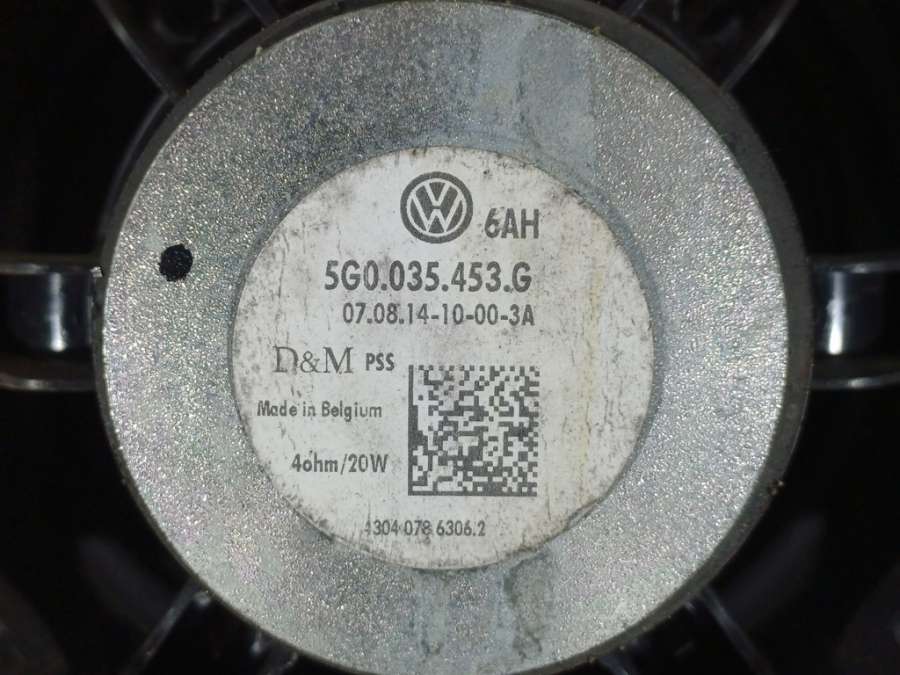 6AH
5G0.035.453.G
07.08.14-10-00-3A
D&M PSS
Made in Belgium
4ohm/20W
4304 078 6306.2